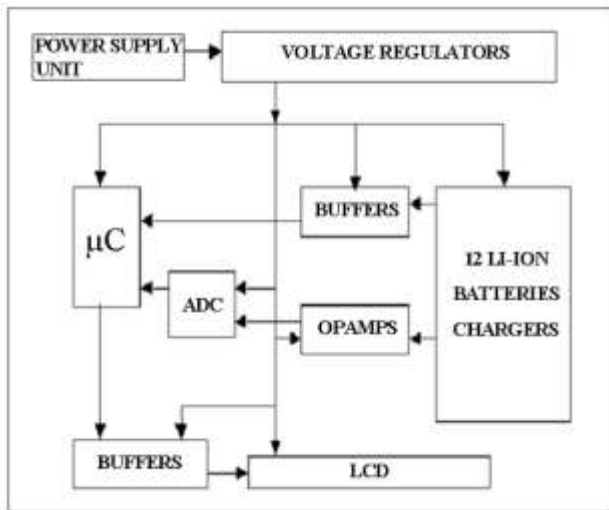 POWER SUPPLY
UNIT
VOLTAGE REGULATORS
μC
BUFFERS
12 LI-ION
BATTERIES
CHARGERS
ADC
OPAMPS
BUFFERS
LCD